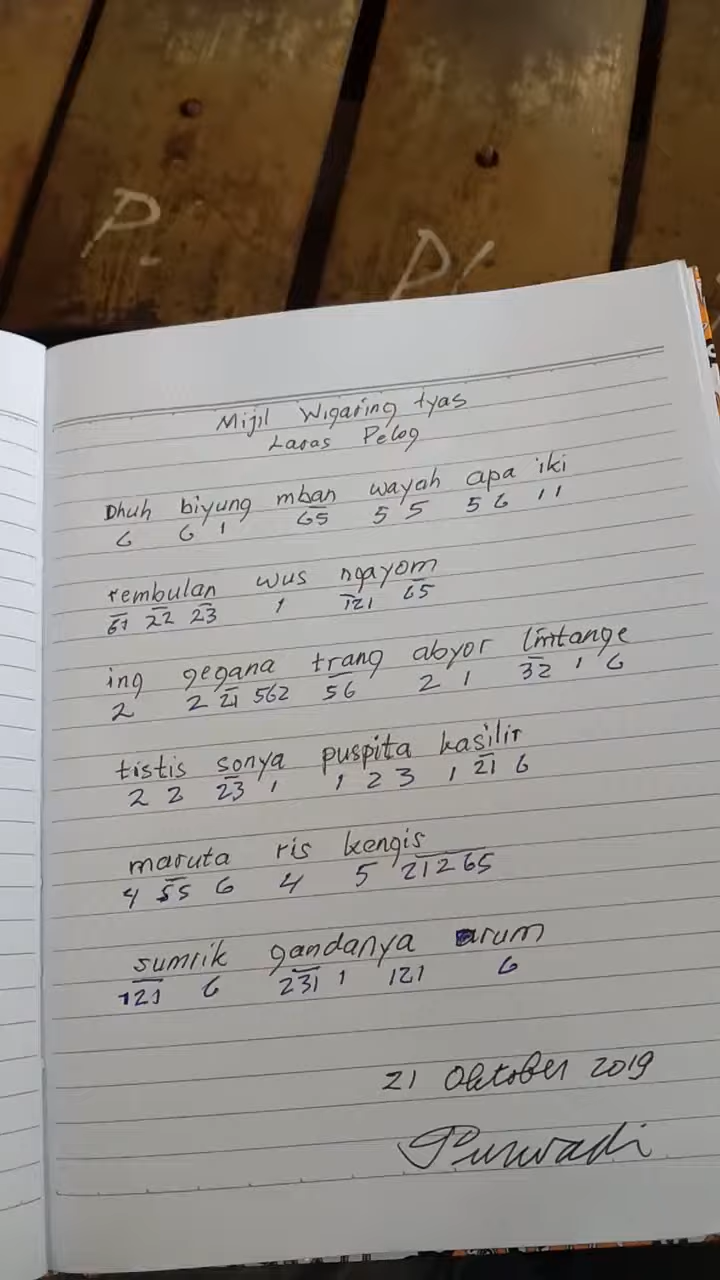 P.
P!
Mijil Wigaring tyas
Laras Pelog
Dhuh biyung mban wayah apa iki
6 6 1 65 5 5 5 6 1 1
rembulan wus ngayom
61 22 23 1 121 65
ing gegana trang abyor lintange
2 2 21 562 56 2 1 32 1 6
tistis sonya puspita kasilir
2 2 23 1 1 2 3 1 21 6
maruta ris kengis
4 55 6 4 5 21265
sumrik gandanya arum
121 6 231 1 121 6
21 Oktober 2019
Purwadi